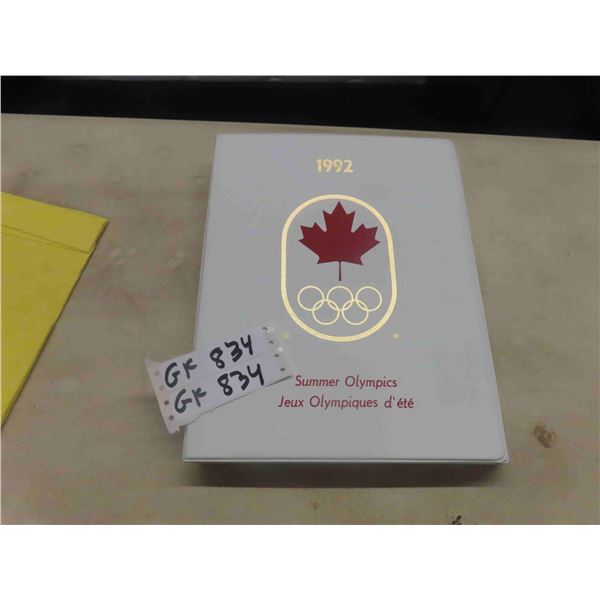 1992
GK 834
GK 834
Summer Olympics
Jeux Olympiques d'été